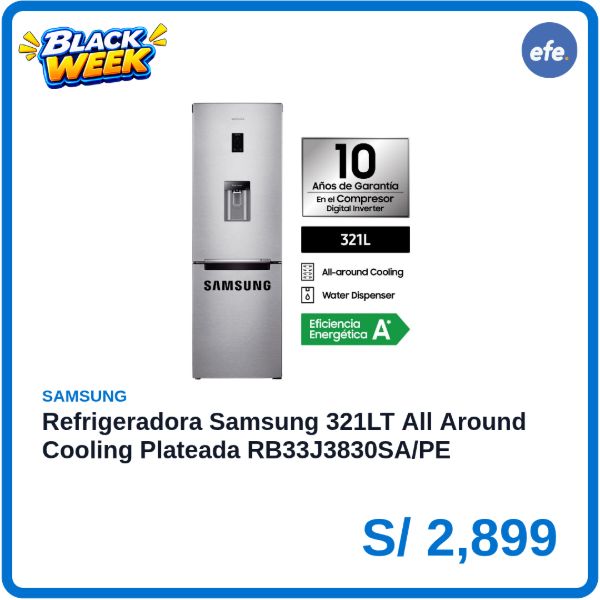 BLACK
WEEK
efe.
10
Años de Garantía
En el Compresor
Digital Inverter
321L
All-around Cooling
Water Dispenser
Eficiencia
Energética A*
SAMSUNG
SAMSUNG
Refrigeradora Samsung 321LT All Around
Cooling Plateada RB33J3830SA/PE
S/ 2,899